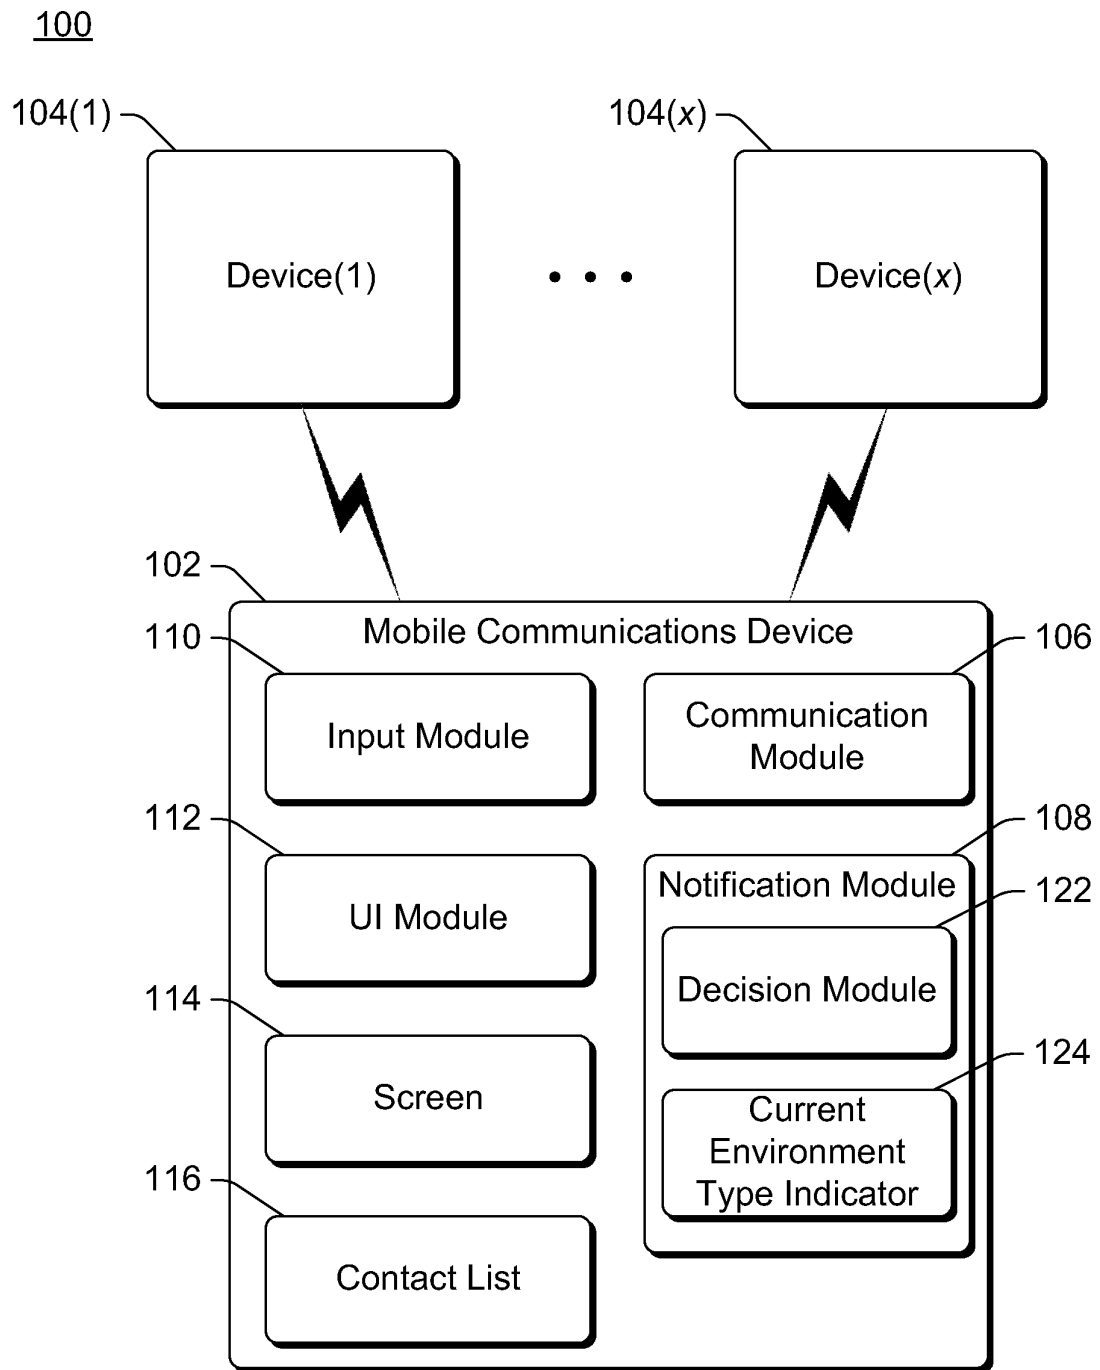 100
104(1)
104(x)
Device(1)
Device(x)
102
Mobile Communications Device
110
106
Input Module
Communication
Module
112
108
UI Module
Notification Module
122
Decision Module
114
124
Screen
Current
Environment
Type Indicator
116
Contact List